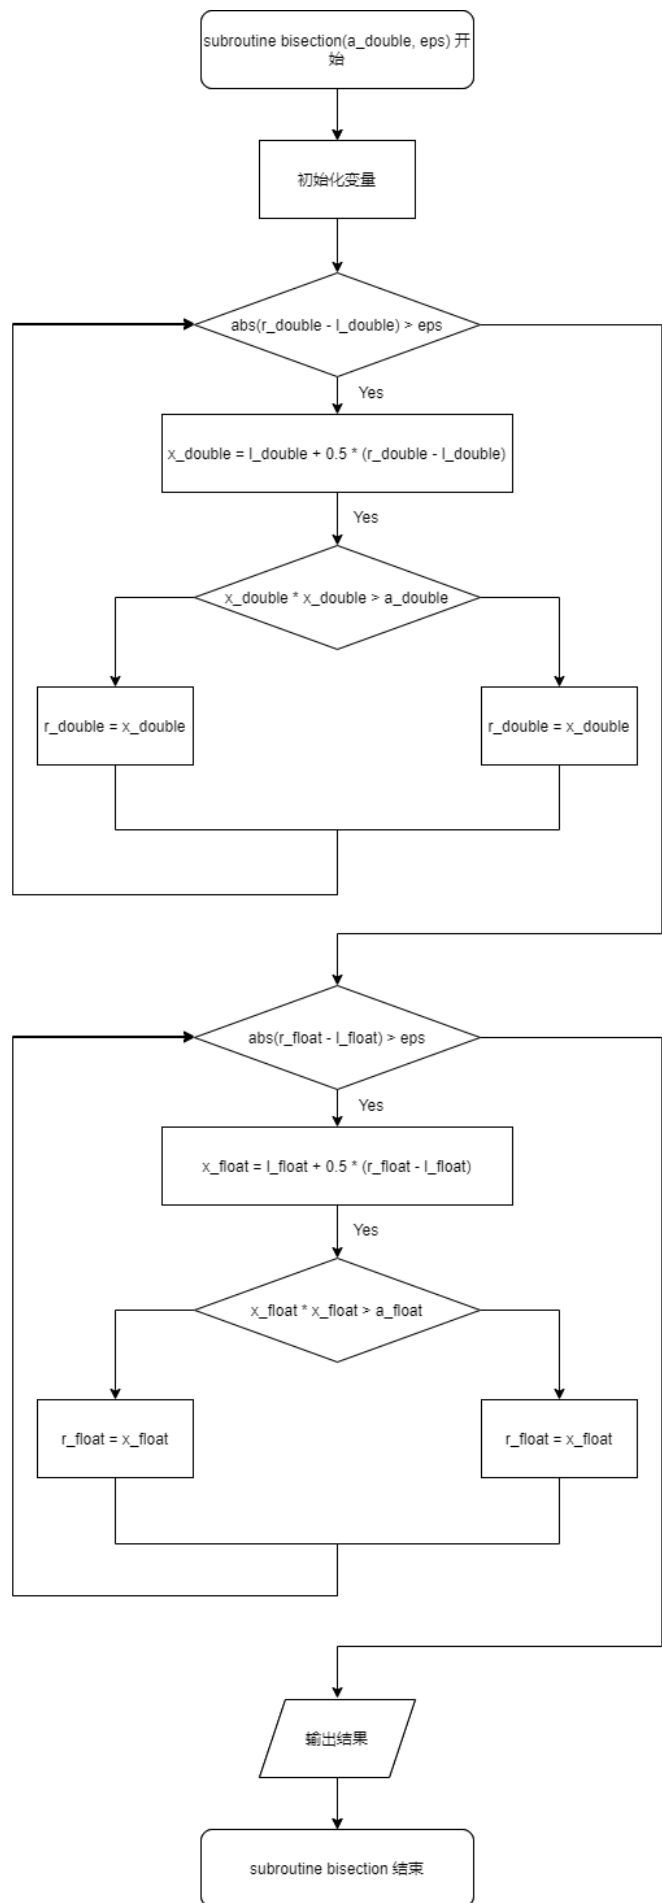 subroutine bisection(a_double, eps) 开
始
初始化变量
abs(r_double - l_double) > eps
Yes
x_double = l_double + 0.5 * (r_double - l_double)
Yes
x_double * x_double > a_double
r_double = x_double
r_double = x_double
abs(r_float - l_float) > eps
Yes
x_float = l_float + 0.5 * (r_float - l_float)
Yes
x_float * x_float > a_float
r_float = x_float
r_float = x_float
输出结果
subroutine bisection 结束